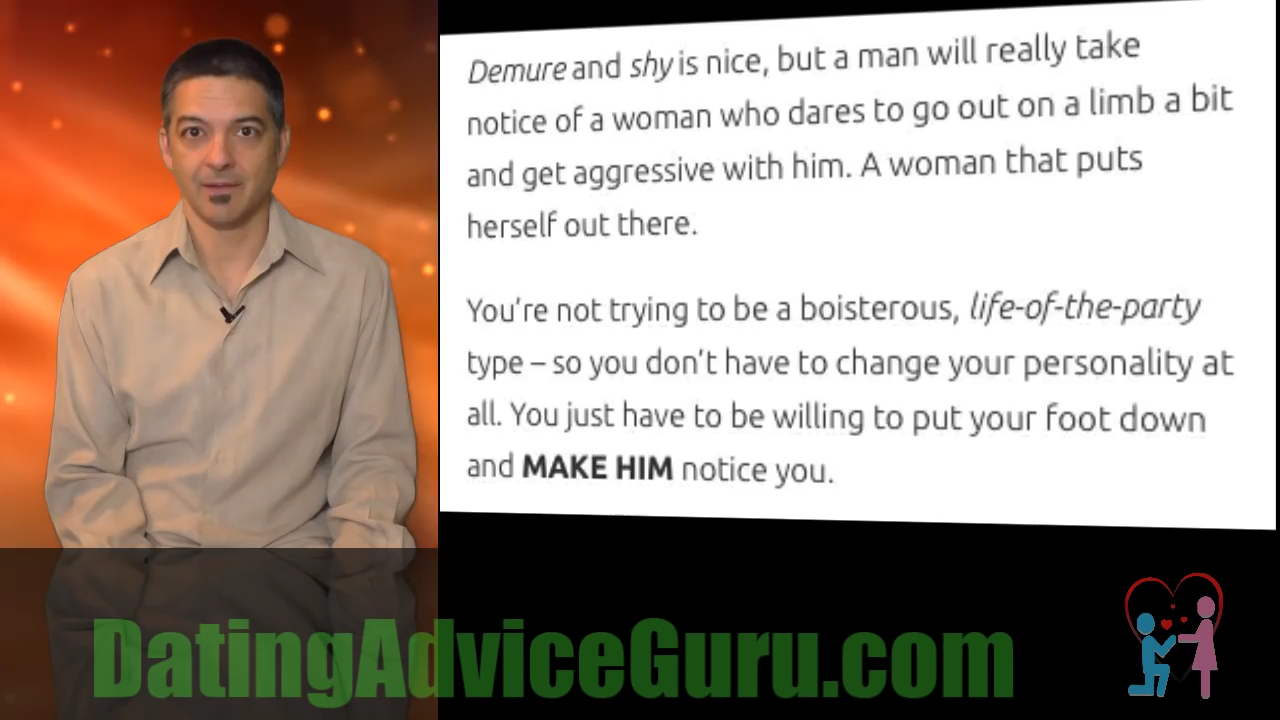 Demure and shy is nice, but a man will really take
notice of a woman who dares to go out on a limb a bit
and get aggressive with him. A woman that puts
herself out there.
You’re not trying to be a boisterous, life-of-the-party
type – so you don’t have to change your personality at
all. You just have to be willing to put your foot down
and MAKE HIM notice you.
DatingAdviceGuru.com